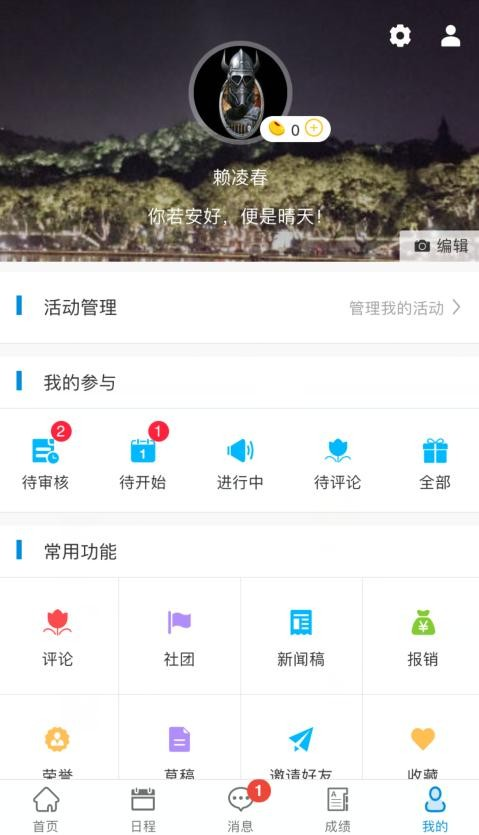 0
赖凌春
你若安好，便是晴天！
编辑
活动管理 管理我的活动
我的参与
2 1
1
待审核 待开始 进行中 待评论 全部
常用功能
评论 社团 新闻稿 报销
荣誉 草稿 邀请好友 收藏
1
首页 日程 消息 成绩 我的